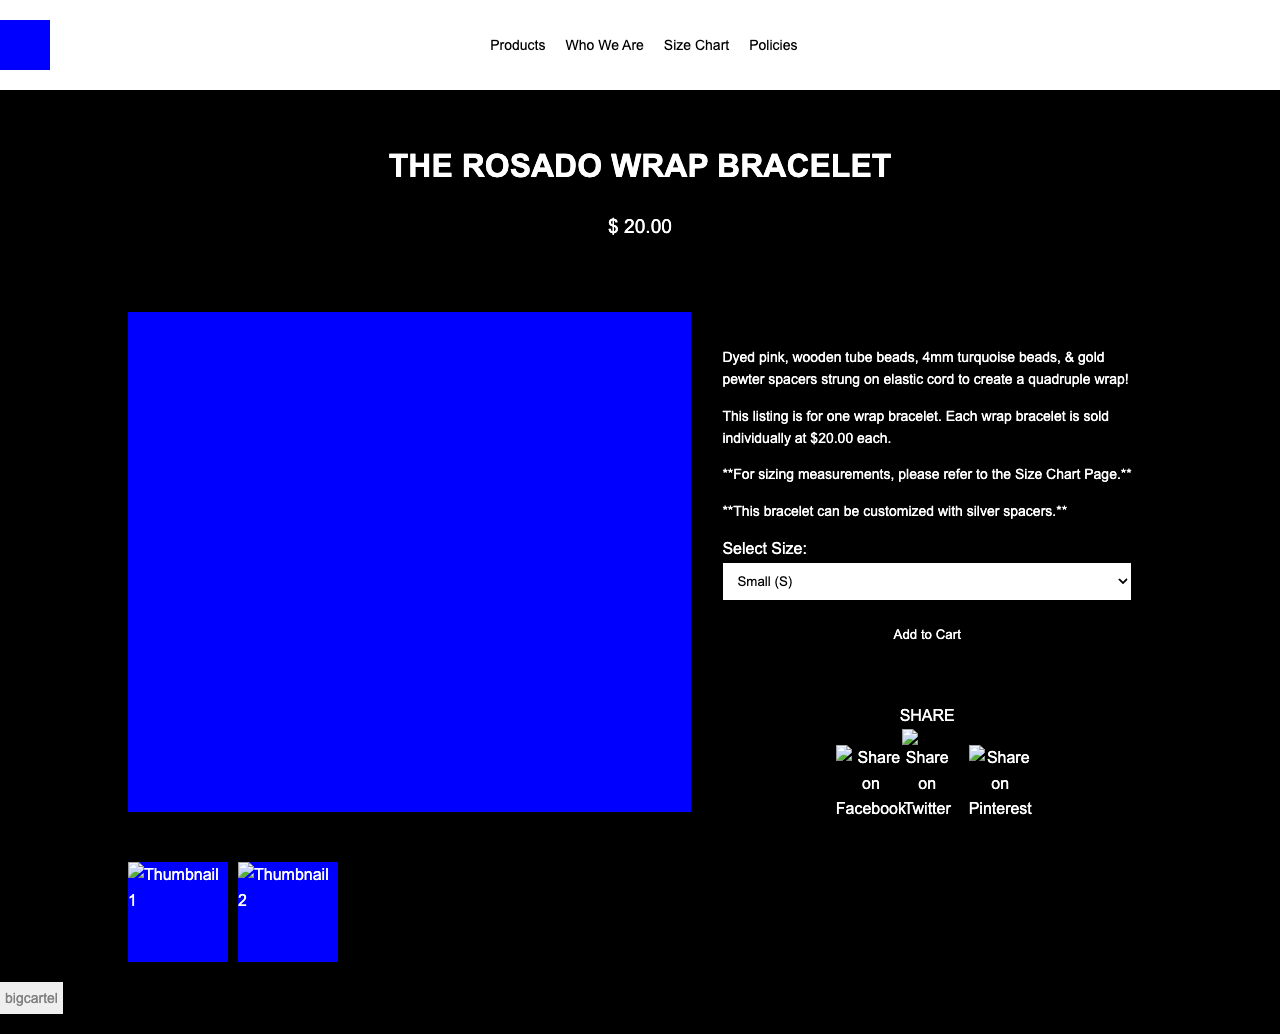 Products Who We Are Size Chart Policies
THE ROSADO WRAP BRACELET
$ 20.00
Dyed pink, wooden tube beads, 4mm turquoise beads, & gold
pewter spacers strung on elastic cord to create a quadruple wrap!
This listing is for one wrap bracelet. Each wrap bracelet is sold
individually at $20.00 each.
**For sizing measurements, please refer to the Size Chart Page.**
**This bracelet can be customized with silver spacers.**
Select Size:
Small (S)
Add to Cart
SHARE
Share
on
Facebook
Share
on
Twitter
Share
on
Pinterest
Thumbnail
1
Thumbnail
2
bigcartel